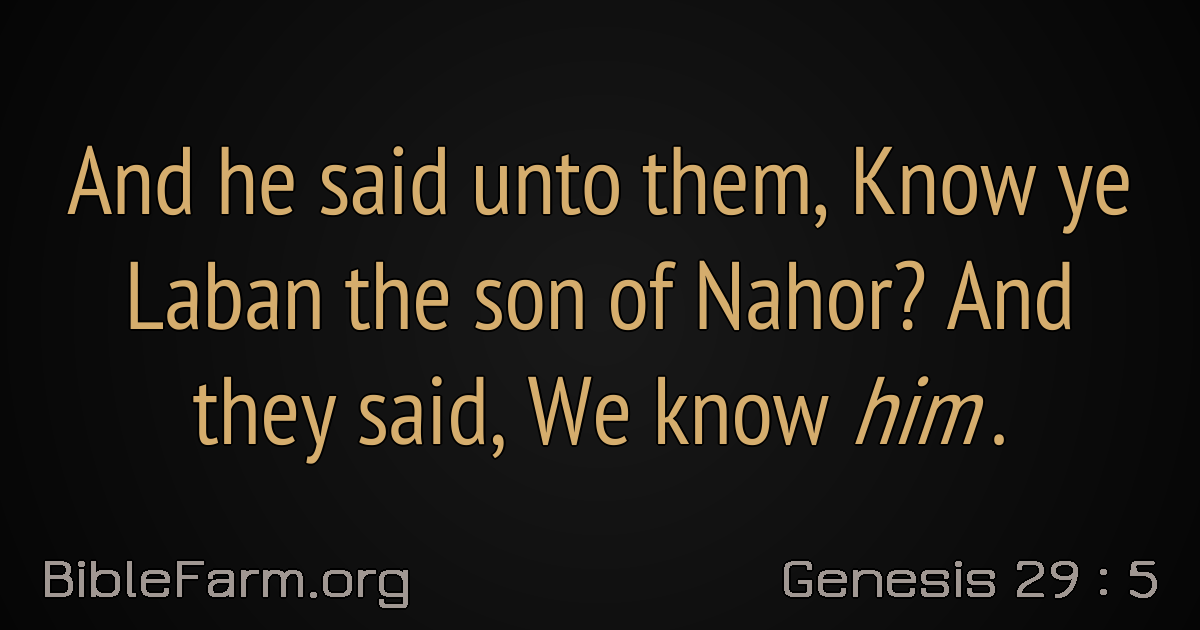 And he said unto them, Know ye
Laban the son of Nahor? And
they said, We know him.
BibleFarm.org
Genesis 29 : 5